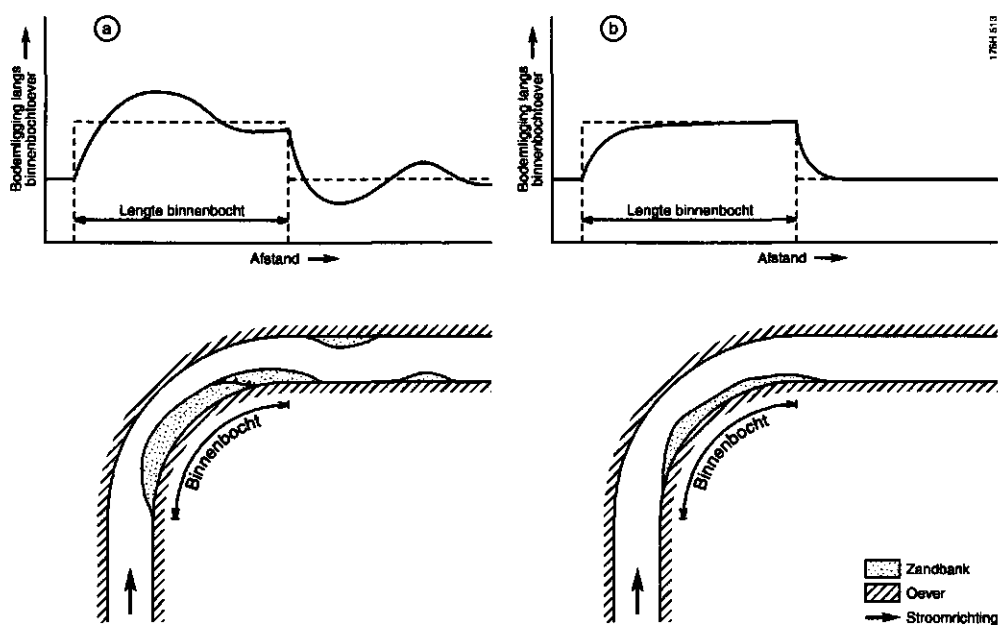 a
Bodemligging langs
binnenbochtoever
Lengte binnenbocht
Afstand
b
176H 513
Bodemligging langs
binnenbochtoever
Lengte binnenbocht
Afstand
Binnenbocht
Binnenbocht
Zandbank
Oever
Stroomrichting